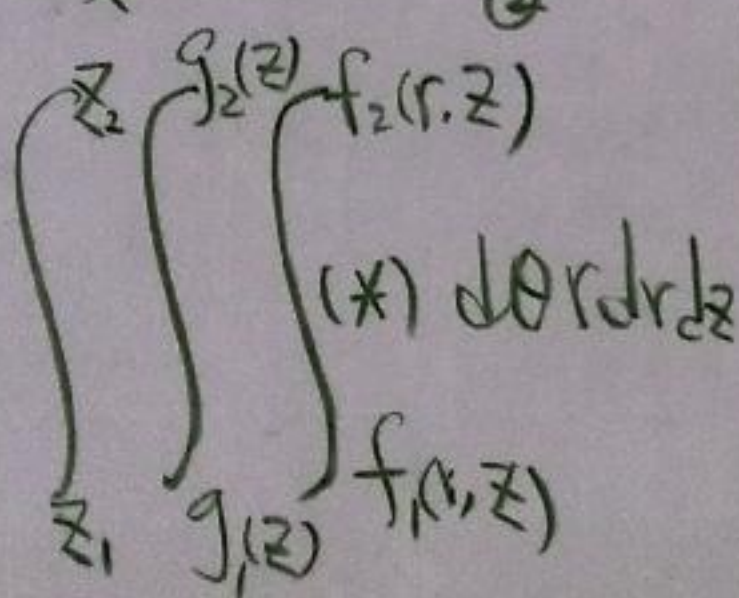 ∫ z₂ ∫ g₂(z) ∫ f₂(r, z)
(*) dθ r dr dz
z₁ g₁(z) f₁(r, z)